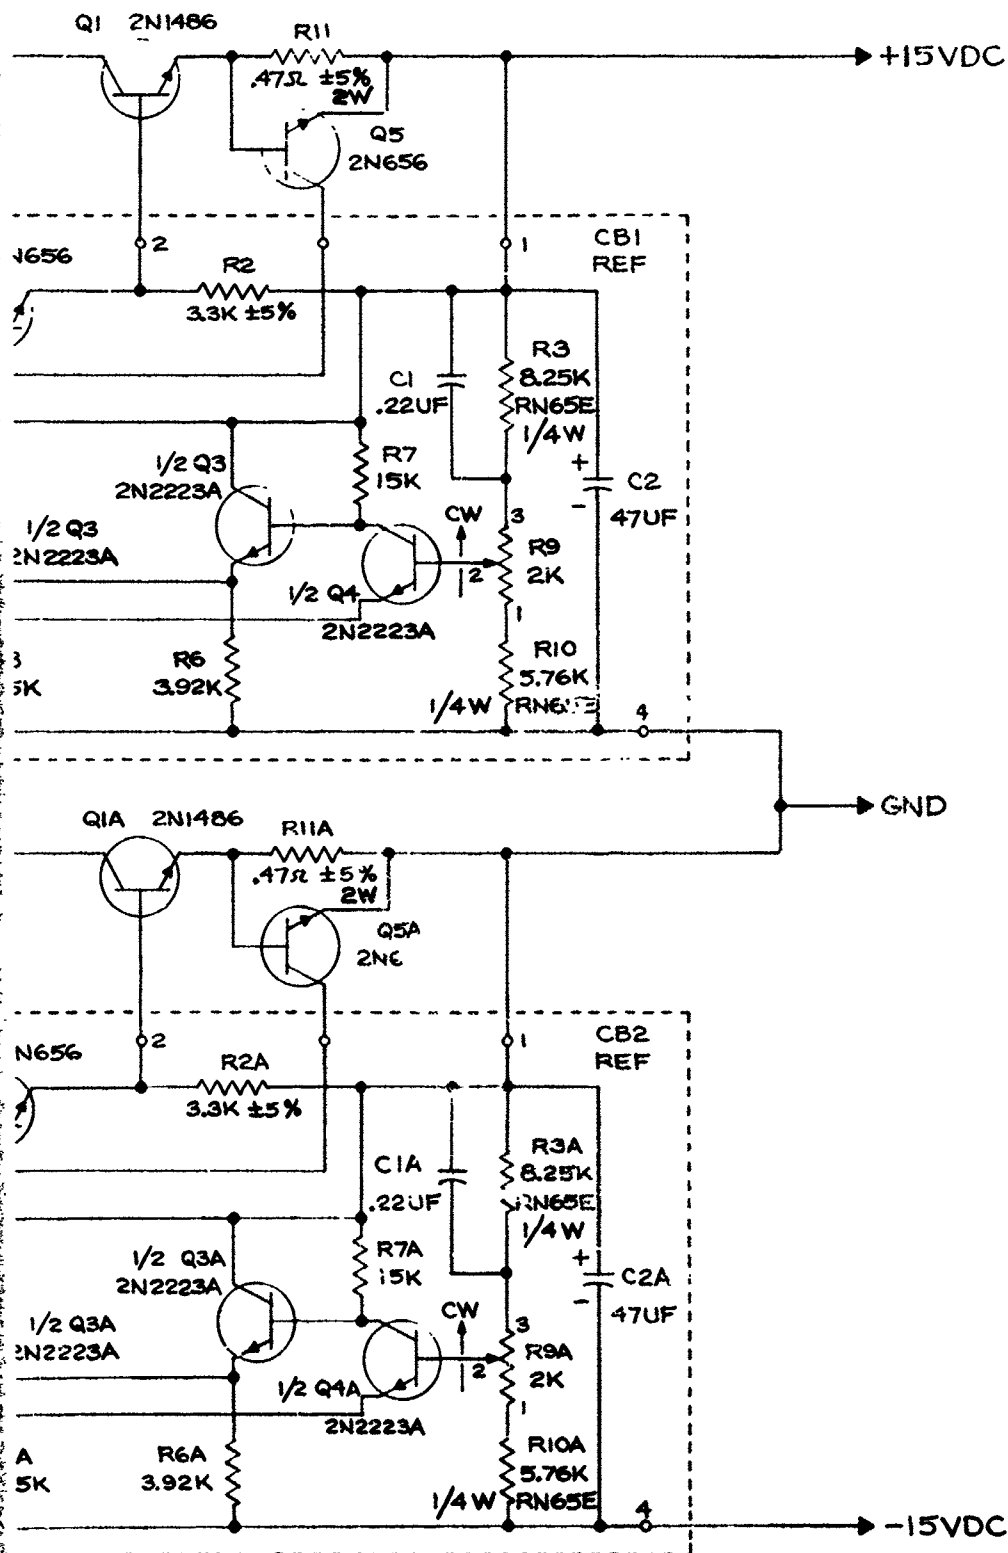 Q1 2N1486
R11
.47Ω ±5%
2W
+15VDC
Q5
2N656
CB1
REF
2
1
N656
R2
3.3K ±5%
R3
8.25K
RN65E
1/4W
C1
.22UF
+
C2
-
47UF
1/2 Q3
2N2223A
R7
15K
CW
3
R9
2K
2
1
1/2 Q3
2N2223A
1/2 Q4
2N2223A
R6
3.92K
5K
R10
5.76K
1/4W
4
GND
Q1A 2N1486
R11A
.47Ω ±5%
2W
Q5A
CB2
REF
2
1
N656
R2A
3.3K ±5%
R3A
8.25K
RN65E
1/4W
C1A
.22UF
+
C2A
-
47UF
1/2 Q3A
2N2223A
R7A
15K
CW
3
R9A
2K
2
1
1/2 Q3A
2N2223A
1/2 Q4A
2N2223A
A
5K
R6A
3.92K
R10A
5.76K
1/4W RN65E
4
-15VDC